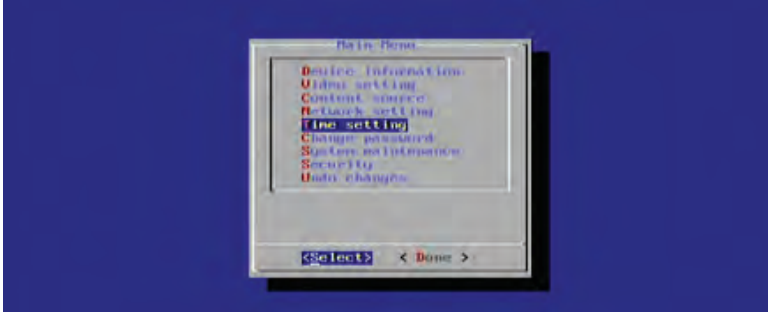 Main Menu
Device information
Video setting
Content source
Network setting
Time setting
Change password
System maintenance
Security
Undo changes
<Select> < Done >